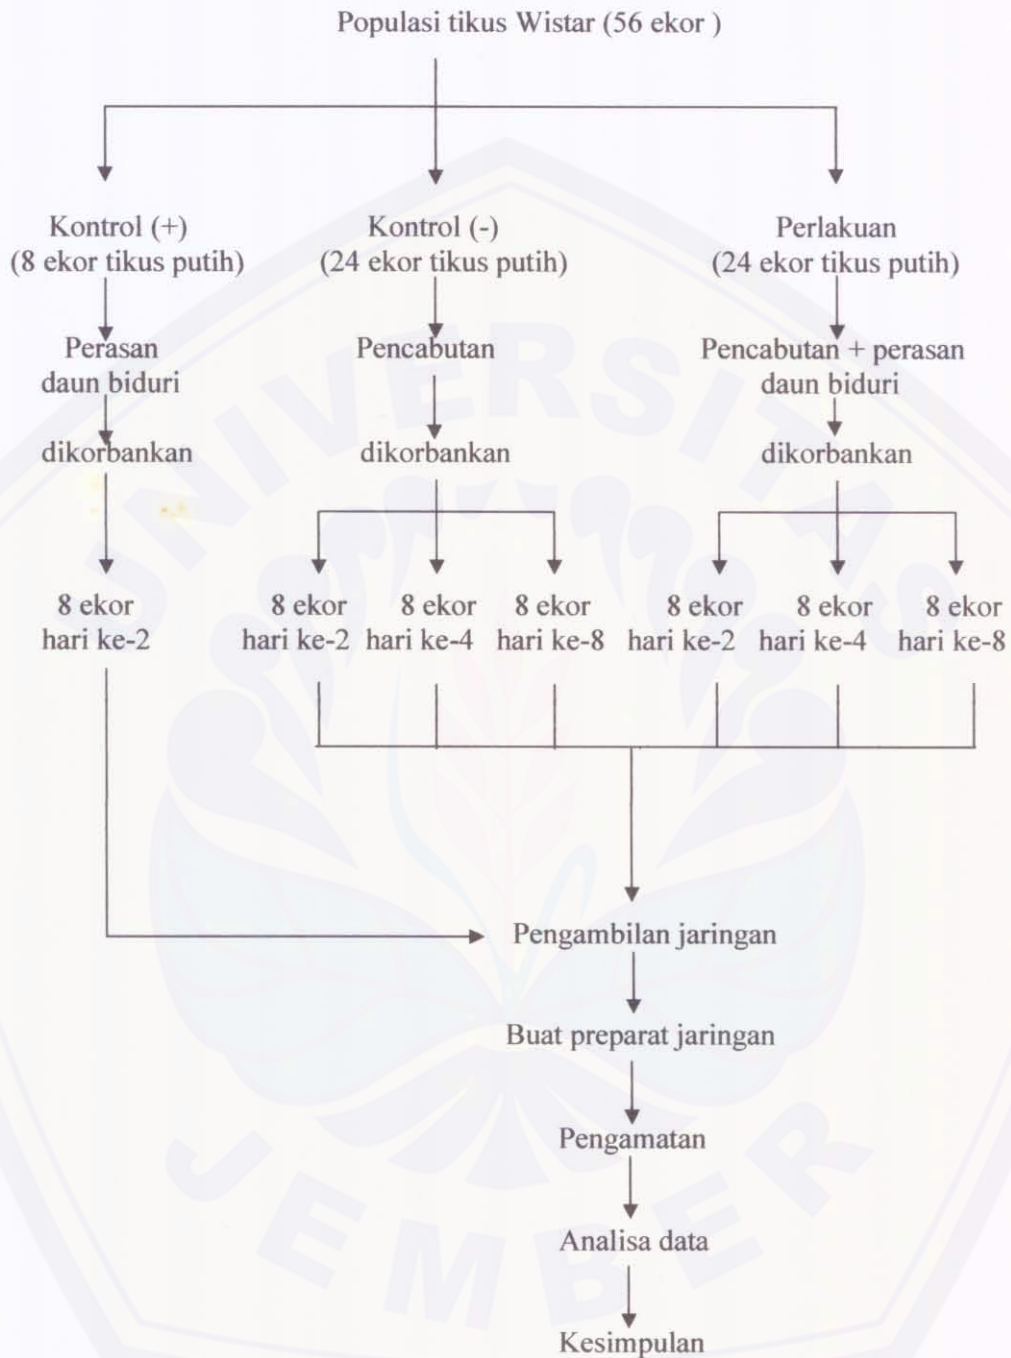 Populasi tikus Wistar (56 ekor )
Kontrol (+)
(8 ekor tikus putih)
Kontrol (-)
(24 ekor tikus putih)
Perlakuan
(24 ekor tikus putih)
Perasan
daun biduri
Pencabutan
Pencabutan + perasan
daun biduri
dikorbankan
dikorbankan
dikorbankan
8 ekor
hari ke-2
8 ekor
hari ke-2
8 ekor
hari ke-4
8 ekor
hari ke-8
8 ekor
hari ke-2
8 ekor
hari ke-4
8 ekor
hari ke-8
Pengambilan jaringan
Buat preparat jaringan
Pengamatan
Analisa data
Kesimpulan
UNIVERSITAS
JEMBER